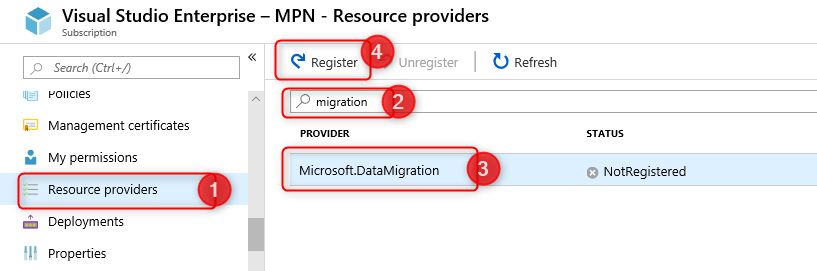 Visual Studio Enterprise – MPN - Resource providers
Subscription
Search (Ctrl+/)
«
Policies
Management certificates
My permissions
Resource providers 1
Deployments
Properties
Register 4 Unregister Refresh
migration 2
PROVIDER STATUS
Microsoft.DataMigration 3 NotRegistered